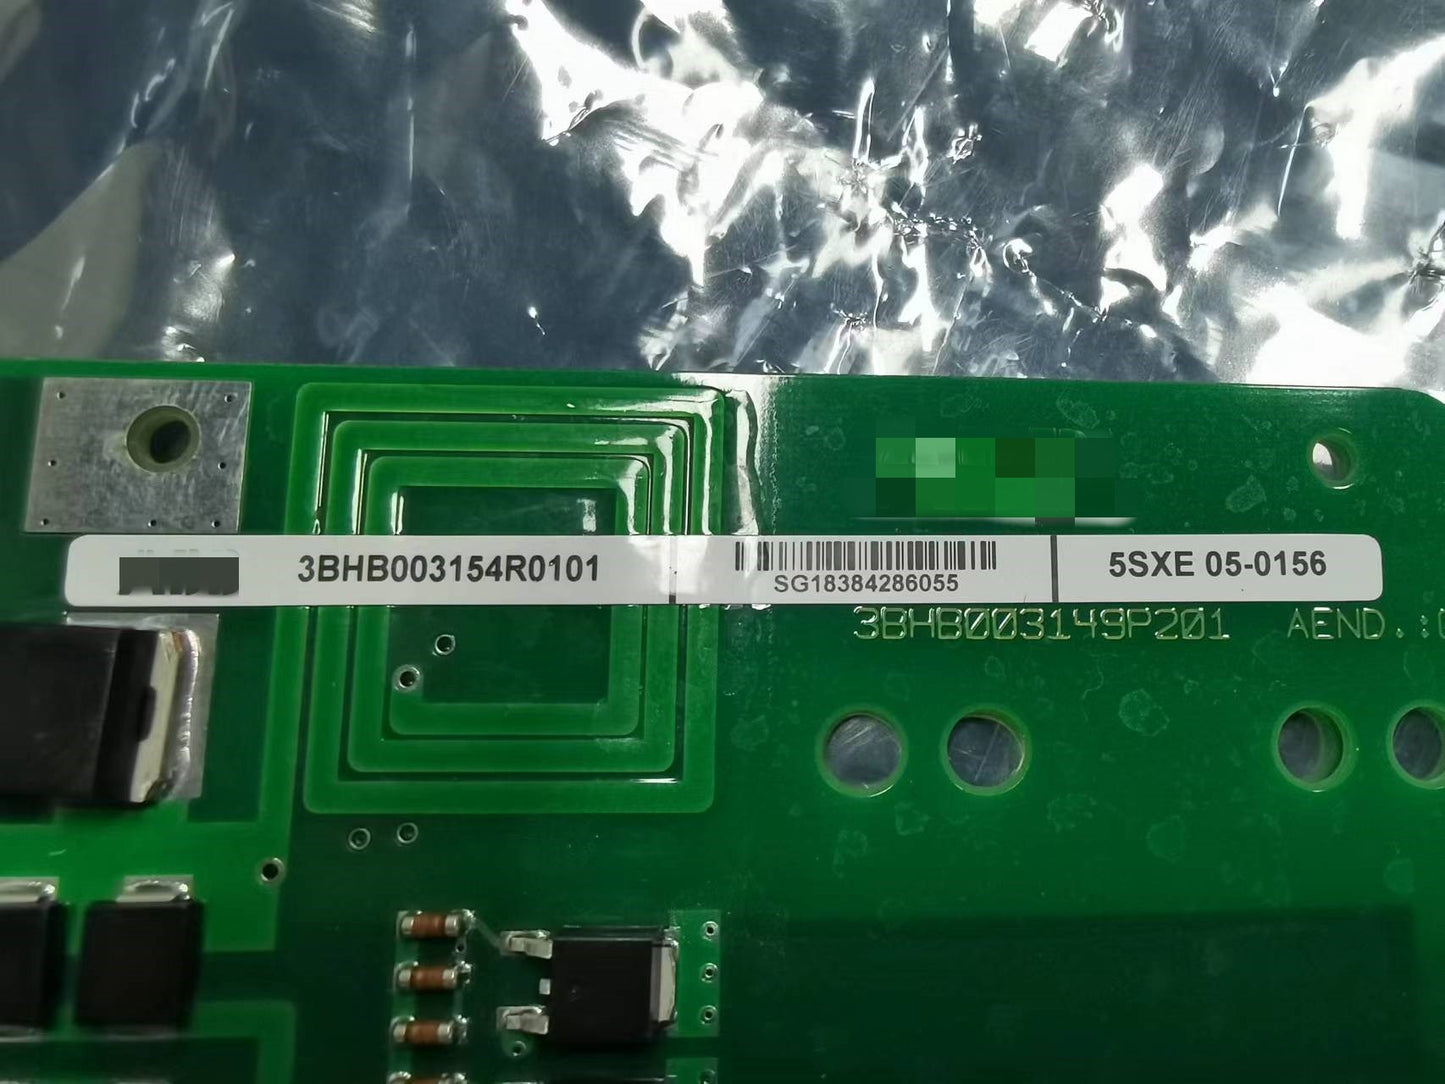 3BHB003154R0101
SG18384286055
5SXE 05-0156
3BHB003149P201 AEND.: